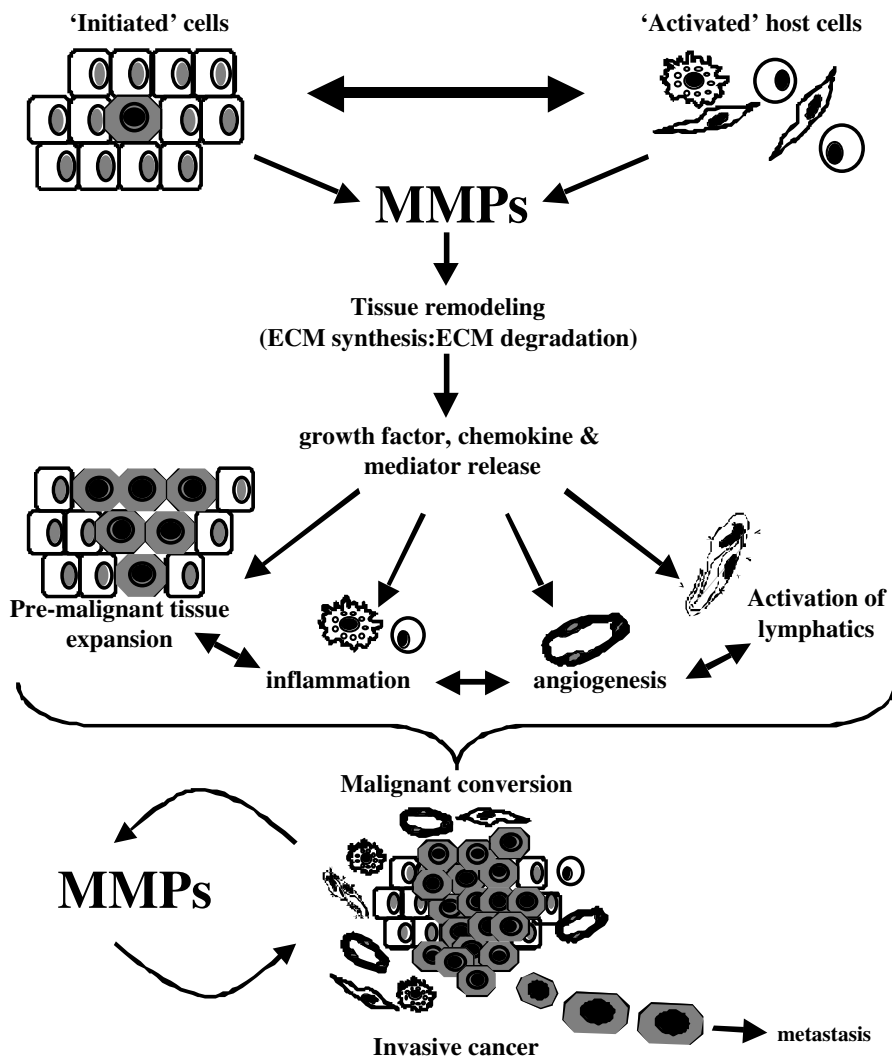 ‘Initiated’ cells
‘Activated’ host cells
MMPs
Tissue remodeling
(ECM synthesis:ECM degradation)
growth factor, chemokine &
mediator release
Pre-malignant tissue
expansion
Activation of
lymphatics
inflammation
angiogenesis
Malignant conversion
MMPs
Invasive cancer
metastasis